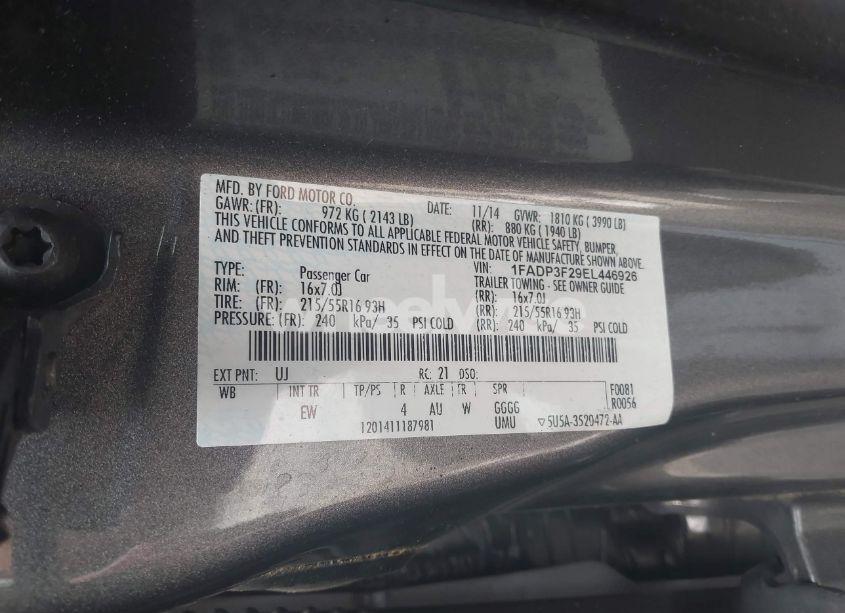 MFD. BY FORD MOTOR CO. DATE: 11/14 GVWR: 1810 KG ( 3990 LB)
GAWR: (FR): 972 KG ( 2143 LB) (RR): 880 KG ( 1940 LB)
THIS VEHICLE CONFORMS TO ALL APPLICABLE FEDERAL MOTOR VEHICLE SAFETY, BUMPER,
AND THEFT PREVENTION STANDARDS IN EFFECT ON THE DATE OF MANUFACTURE SHOWN ABOVE.
VIN: 1FADP3F29EL446926
TYPE: Passenger Car TRAILER TOWING - SEE OWNER GUIDE
RIM: (FR): 16x7.0J (RR): 16x7.0J
TIRE: (FR): 215/55R16 93H (RR): 215/55R16 93H
PRESSURE: (FR): 240 kPa/ 35 PSI COLD (RR): 240 kPa/ 35 PSI COLD
EXT PNT: UJ RC: 21 DSO:
WB INT TR TP/PS R AXLE TR SPR F0081
EW 4 AU W GGGG R0056
1201411187981 UMU ▽5U5A-3520472-AA